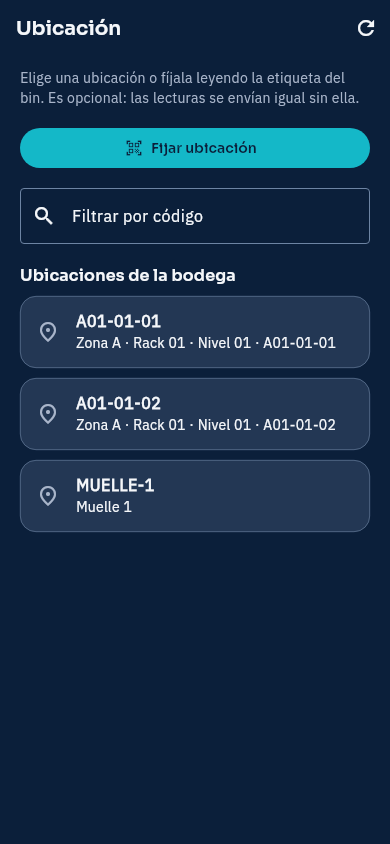 Ubicación
Elige una ubicación o fíjala leyendo la etiqueta del
bin. Es opcional: las lecturas se envían igual sin ella.
Fijar ubicación
Filtrar por código
Ubicaciones de la bodega
A01-01-01
Zona A · Rack 01 · Nivel 01 · A01-01-01
A01-01-02
Zona A · Rack 01 · Nivel 01 · A01-01-02
MUELLE-1
Muelle 1